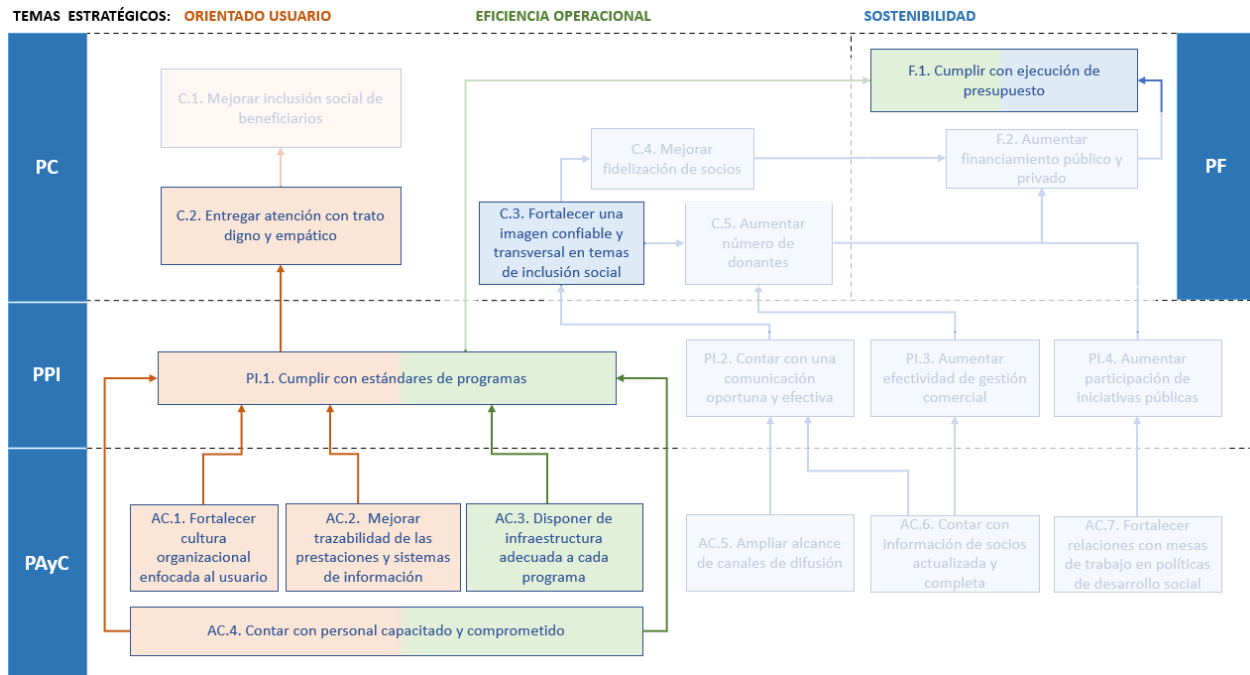 TEMAS ESTRATÉGICOS: ORIENTADO USUARIO EFICIENCIA OPERACIONAL SOSTENIBILIDAD
PC
C.1. Mejorar inclusión social de
beneficiarios
C.2. Entregar atención con trato
digno y empático
C.4. Mejorar
fidelización de socios
C.3. Fortalecer una
imagen confiable y
transversal en temas
de inclusión social
C.5. Aumentar
número de
donantes
F.1. Cumplir con ejecución de
presupuesto
F.2. Aumentar
financiamiento público y
privado
PF
PPI
PI.1. Cumplir con estándares de programas
PI.2. Contar con una
comunicación
oportuna y efectiva
PI.3. Aumentar
efectividad de gestión
comercial
PI.4. Aumentar
participación de
iniciativas públicas
PAyC
AC.1. Fortalecer
cultura
organizacional
enfocada al usuario
AC.2. Mejorar
trazabilidad de las
prestaciones y sistemas
de información
AC.3. Disponer de
infraestructura
adecuada a cada
programa
AC.5. Ampliar alcance
de canales de difusión
AC.6. Contar con
información de socios
actualizada y
completa
AC.7. Fortalecer
relaciones con mesas
de trabajo en políticas
de desarrollo social
AC.4. Contar con personal capacitado y comprometido